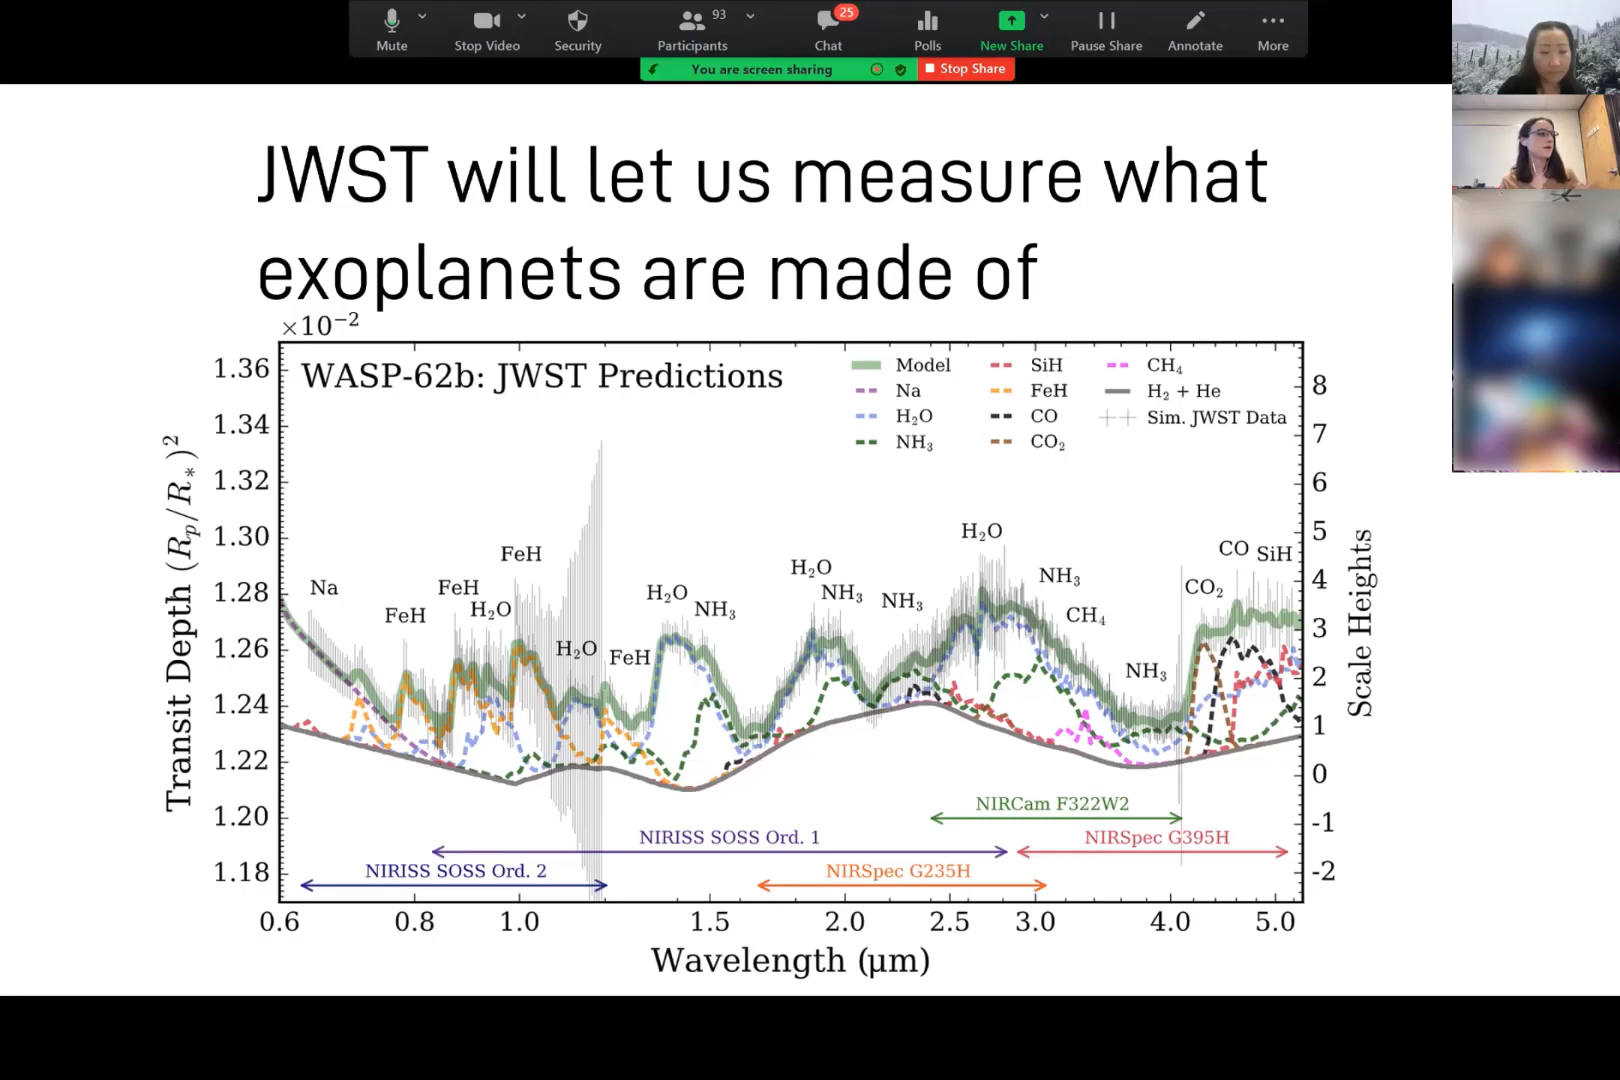 93
25
Mute
Stop Video
Security
Participants
Chat
Polls
New Share
Pause Share
Annotate
More
You are screen sharing
Stop Share
JWST will let us measure what
exoplanets are made of
×10⁻²
WASP-62b: JWST Predictions
Model
Na
H₂O
NH₃
SiH
FeH
CO
CO₂
CH₄
H₂ + He
Sim. JWST Data
Transit Depth (Rₚ/R*)²
1.36
1.34
1.32
1.30
1.28
1.26
1.24
1.22
1.20
1.18
8
7
6
5
4
3
2
1
0
-1
-2
Scale Heights
Na
FeH
FeH
H₂O
FeH
H₂O
FeH
H₂O
NH₃
H₂O
NH₃
NH₃
H₂O
NH₃
CH₄
NH₃
CO₂
CO
SiH
NIRCam F322W2
NIRISS SOSS Ord. 1
NIRSpec G395H
NIRISS SOSS Ord. 2
NIRSpec G235H
0.6
0.8
1.0
1.5
2.0
2.5
3.0
4.0
5.0
Wavelength (μm)